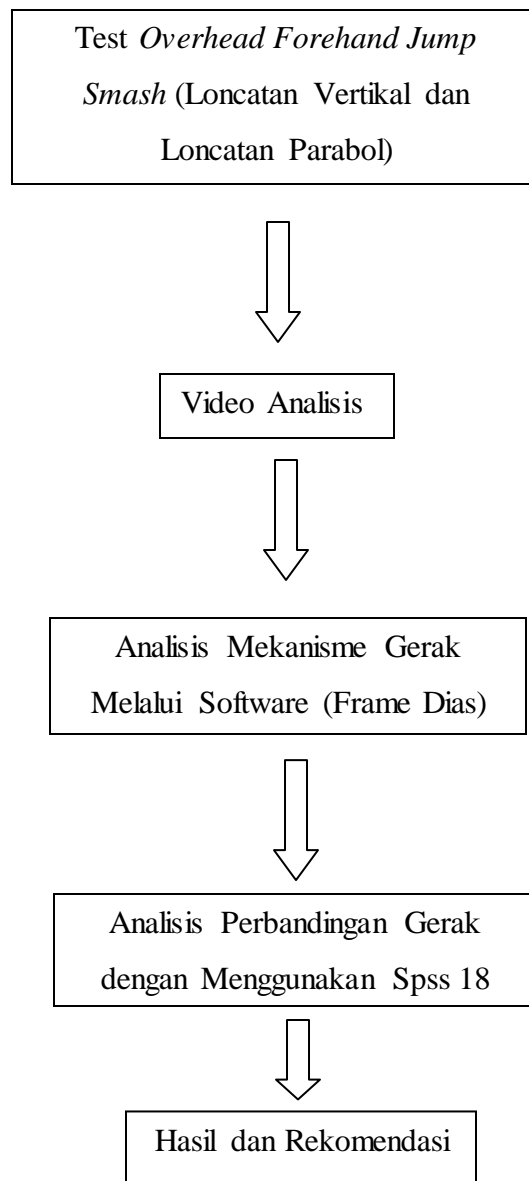 Test Overhead Forehand Jump
Smash (Loncatan Vertikal dan
Loncatan Parabol)
Video Analisis
Analisis Mekanisme Gerak
Melalui Software (Frame Dias)
Analisis Perbandingan Gerak
dengan Menggunakan Spss 18
Hasil dan Rekomendasi